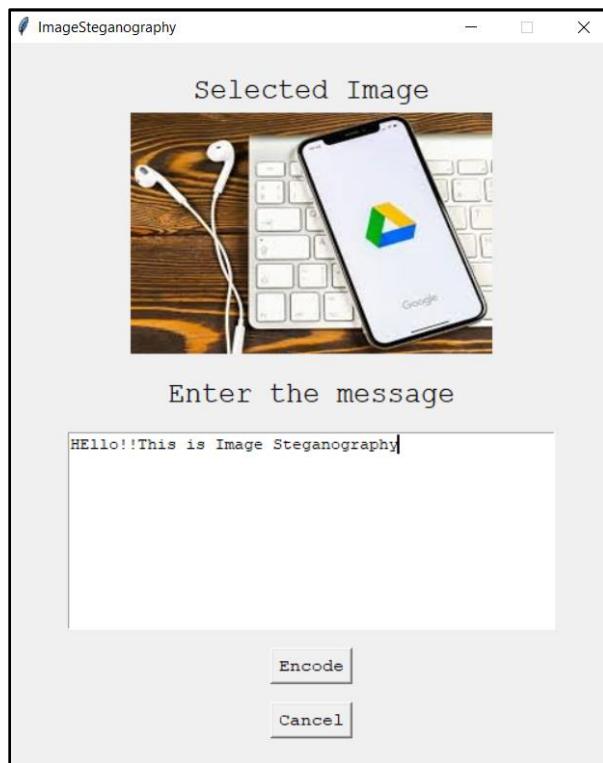 ImageSteganography
Selected Image
Google
Enter the message
HEllo!!This is Image Steganography
Encode
Cancel